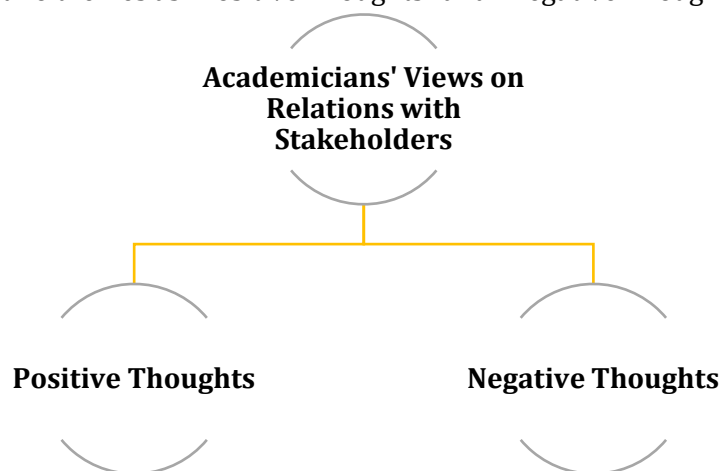 Academicians' Views on
Relations with
Stakeholders
Positive Thoughts
Negative Thoughts